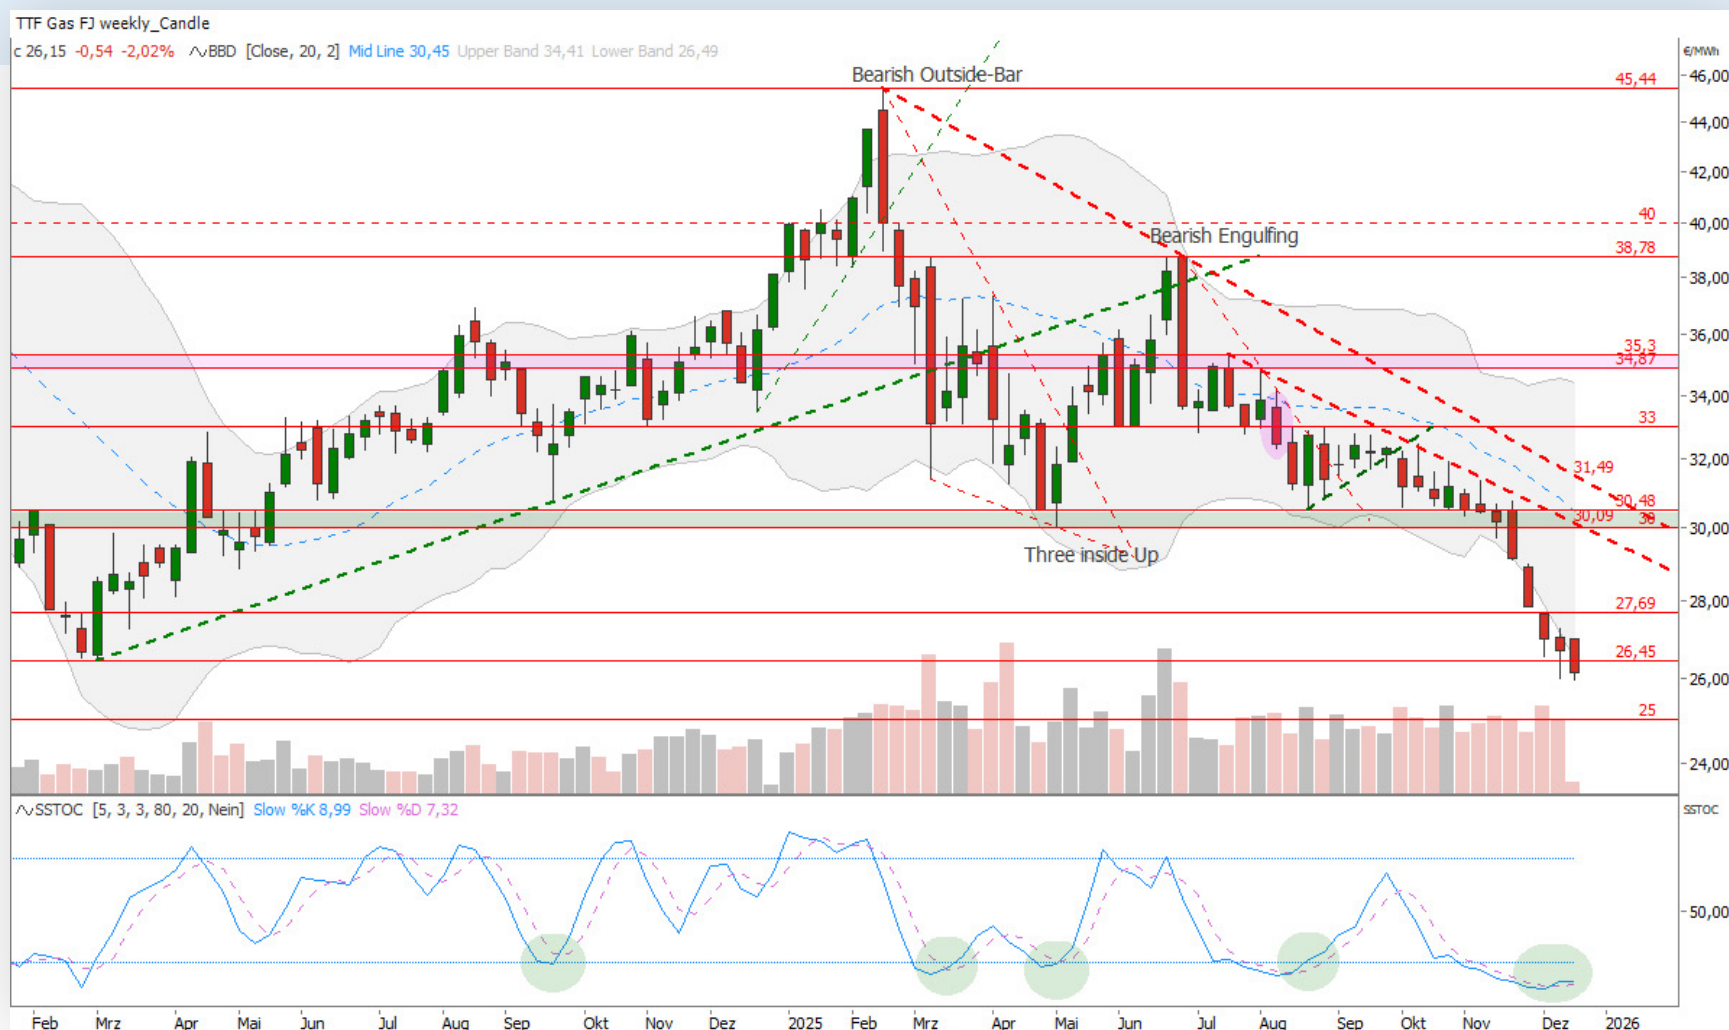 TTF Gas FJ weekly_Candle
c 26,15 -0,54 -2,02% BBD [Close, 20, 2] Mid Line 30,45 Upper Band 34,41 Lower Band 26,49
€/MWh
Bearish Outside-Bar
45,44
46,00
44,00
42,00
40
40,00
Bearish Engulfing
38,78
38,00
36,00
35,3
34,87
34,00
33
32,00
31,49
30,48
30,09
30
30,00
Three inside Up
28,00
27,69
26,45
26,00
25
24,00
SSTOC [5, 3, 3, 80, 20, Nein] Slow %K 8,99 Slow %D 7,32
SSTOC
50,00
Feb Mrz Apr Mai Jun Jul Aug Sep Okt Nov Dez 2025 Feb Mrz Apr Mai Jun Jul Aug Sep Okt Nov Dez 2026